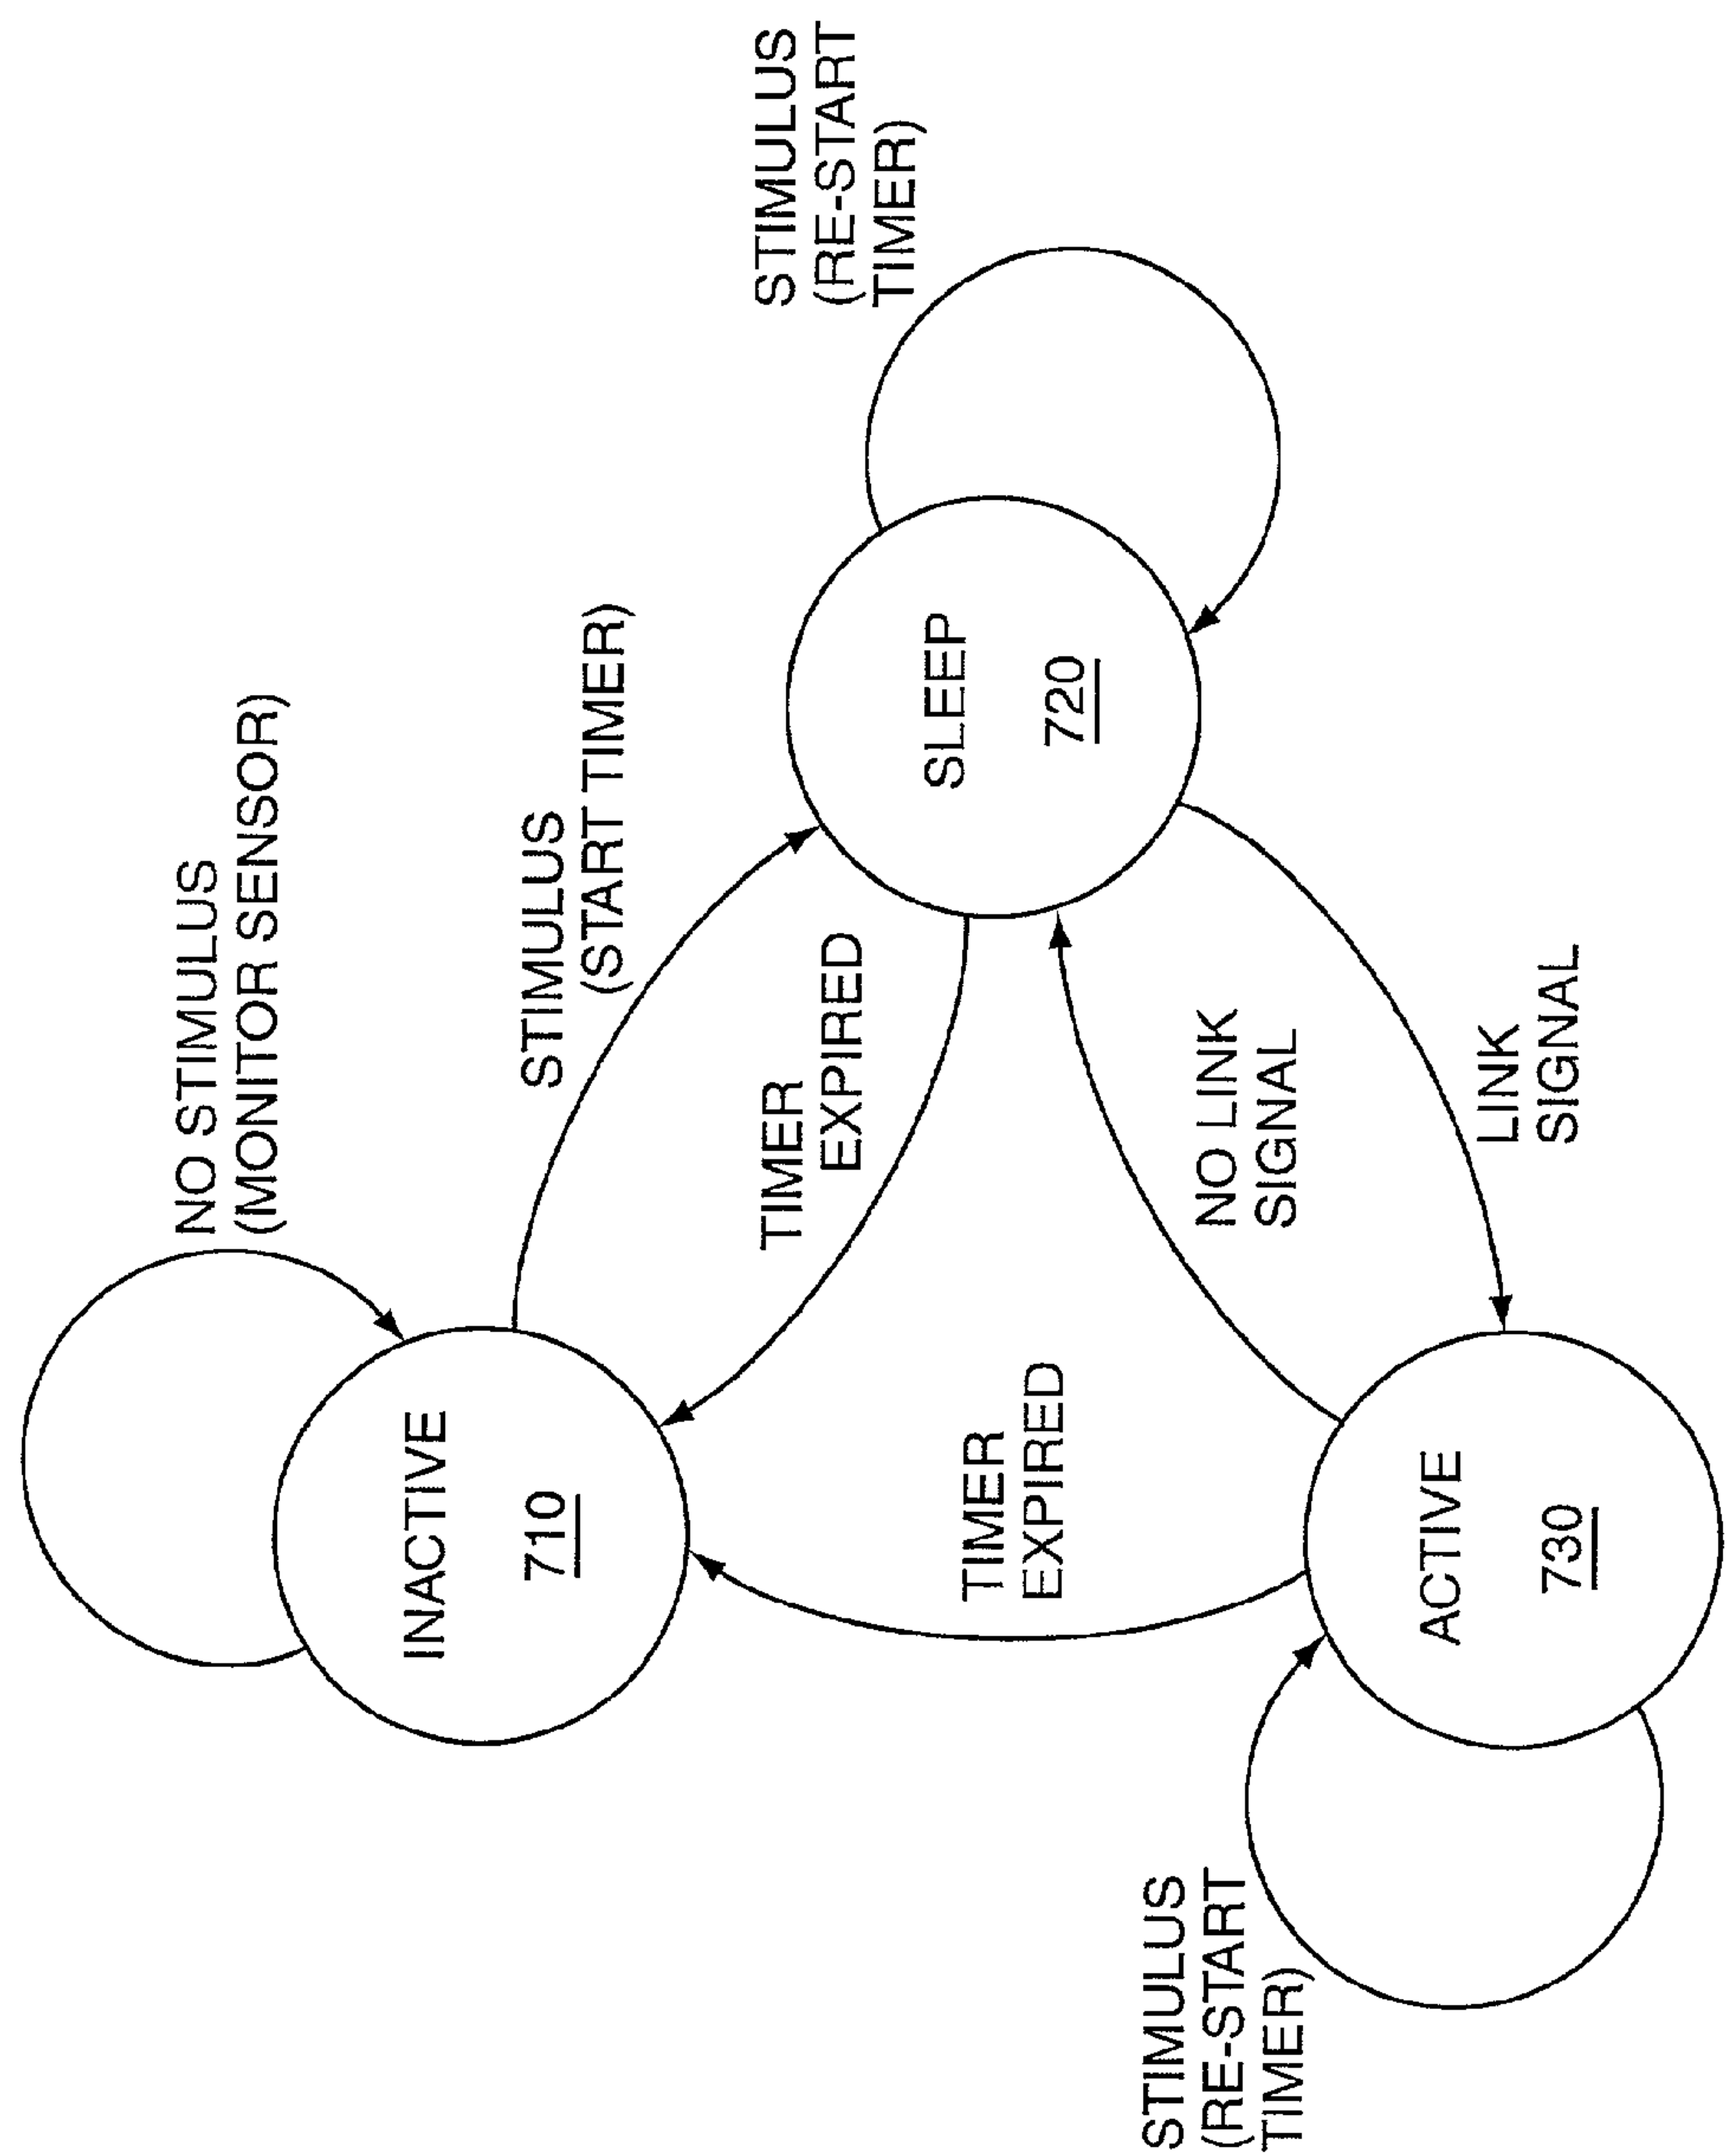 NO STIMULUS
(MONITOR SENSOR)
INACTIVE
710
STIMULUS
(START TIMER)
TIMER
EXPIRED
STIMULUS
(RE-START
TIMER)
SLEEP
720
TIMER
EXPIRED
NO LINK
SIGNAL
LINK
SIGNAL
STIMULUS
(RE-START
TIMER)
ACTIVE
730